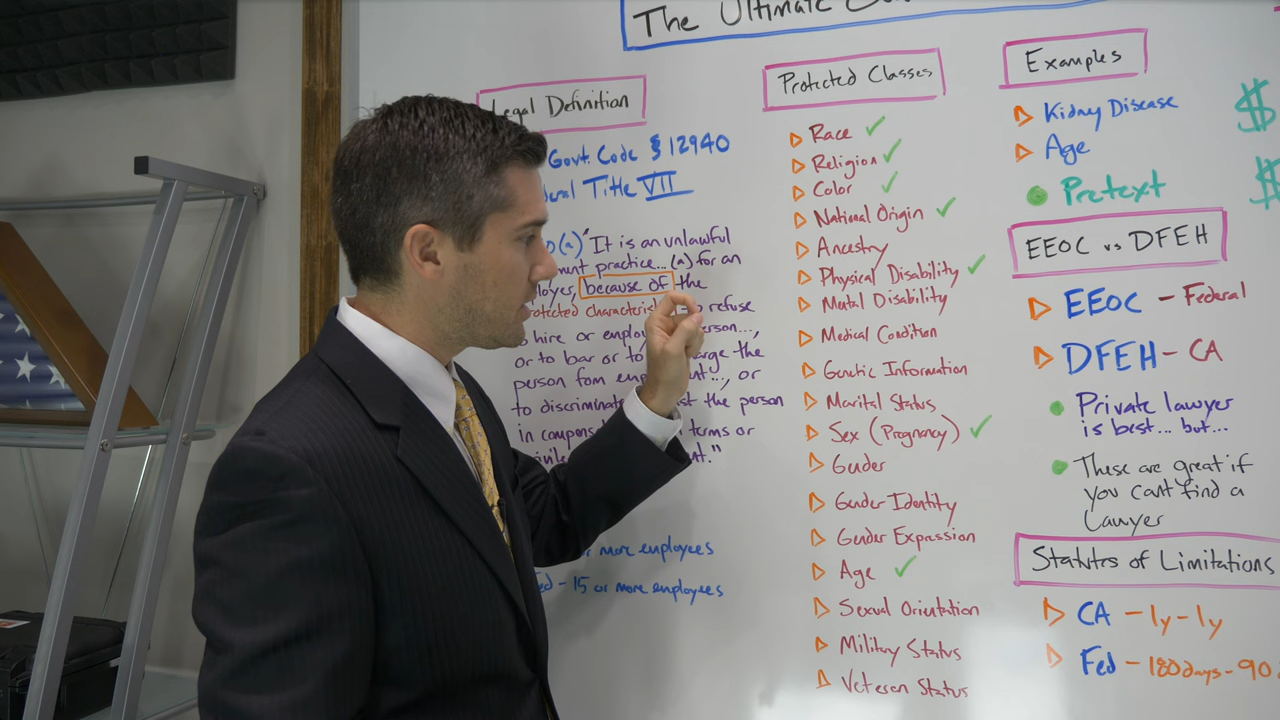 The Ultimate
Legal Definition
Govt. Code § 12940
Title VII
(a) "It is an unlawful
practice... (a) for an
because of the
refuse
hire or
or to bar or to the
person fom
..., or
to discriminate the person
in terms or
."
or more employees
Fed - 15 or more employees
Protected Classes
Race ✓
Religion ✓
Color ✓
National Origin ✓
Ancestry
Physical Disability ✓
Mental Disability
Medical Condition
Genetic Information
Marital Status
Sex (Pregnancy) ✓
Gender
Gender Identity
Gender Expression
Age ✓
Sexual Orientation
Military Status
Veteran Status
Examples
Kidney Disease
Age
Pretext
$
$
EEOC vs DFEH
EEOC - Federal
DFEH - CA
Private lawyer
is best... but...
These are great if
you cant find a
Lawyer
Statutes of Limitations
CA - 1y - 1y
Fed - 180 days - 90